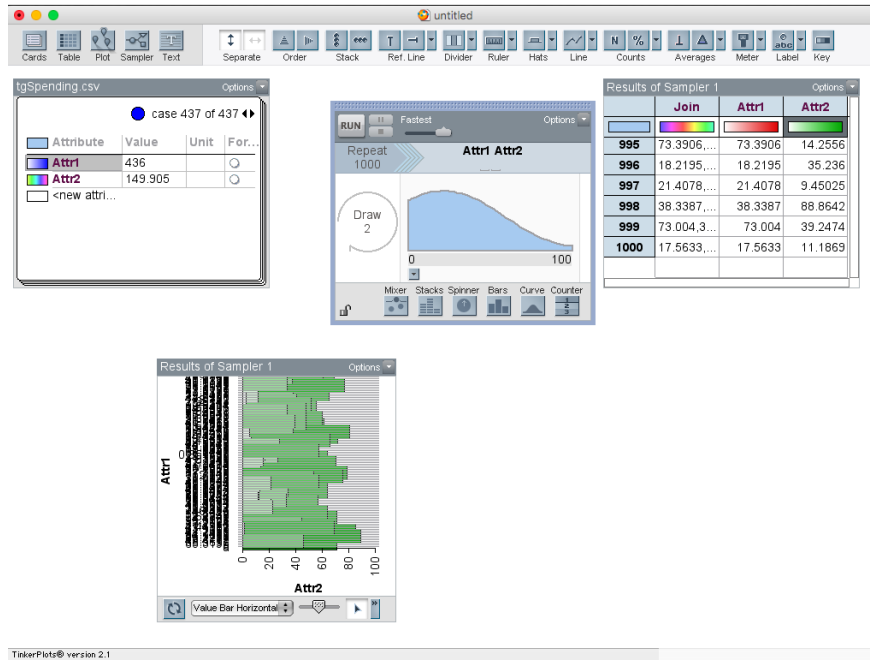 untitled
Cards Table Plot Sampler Text Separate Order Stack Ref. Line Divider Ruler Hats Line Counts Averages Meter Label Key
tgSpending.csv Options
case 437 of 437
Attribute Value Unit For...
Attr1 436
Attr2 149.905
<new attri...
RUN Fastest Options
Repeat
1000
Attr1 Attr2
Draw
2
0 100
Mixer Stacks Spinner Bars Curve Counter
Results of Sampler 1 Options
Join Attr1 Attr2
995 73.3906,... 73.3906 14.2556
996 18.2195,... 18.2195 35.236
997 21.4078,... 21.4078 9.45025
998 38.3387,... 38.3387 88.8642
999 73.004,3... 73.004 39.2474
1000 17.5633,... 17.5633 11.1869
Results of Sampler 1 Options
Attr1
0 20 40 60 80 100
Attr2
Value Bar Horizontal
TinkerPlots® version 2.1